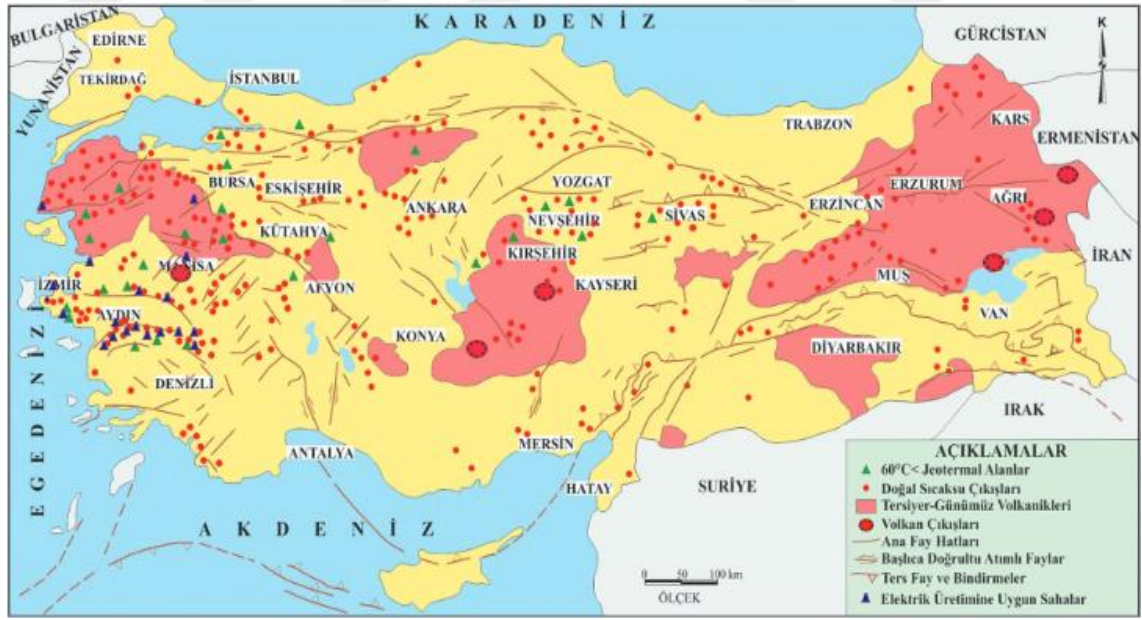 KARADENİZ
BULGARİSTAN
YUNANİSTAN
GÜRCİSTAN
K
EDİRNE
TEKİRDAĞ
İSTANBUL
TRABZON
KARS
ERMENİSTAN
BURSA
ESKİŞEHİR
ANKARA
YOZGAT
NEVŞEHİR
SİVAS
ERZİNCAN
ERZURUM
AĞRI
KÜTAHYA
KIRŞEHİR
KAYSERİ
MUŞ
VAN
İRAN
MANİSA
İZMİR
AFYON
AYDIN
KONYA
DİYARBAKIR
DENİZLİ
EGEDENİZİ
ANTALYA
MERSİN
HATAY
SURİYE
IRAK
AKDENİZ
0 50 100 km
ÖLÇEK
AÇIKLAMALAR
60°C< Jeotermal Alanlar
Doğal Sıcaksu Çıkışları
Tersiyer-Günümüz Volkanikleri
Volkan Çıkışları
Ana Fay Hatları
Başlıca Doğrultu Atımlı Faylar
Ters Fay ve Bindirmeler
Elektrik Üretimine Uygun Sahalar